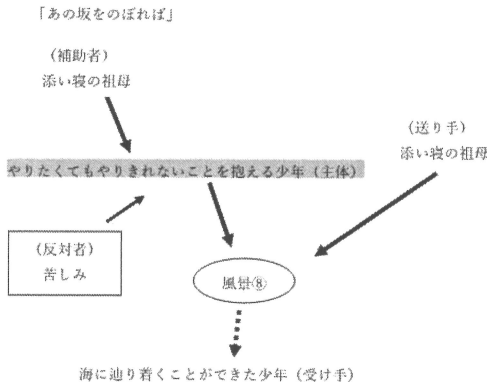 「あの坂をのぼれば」
（補助者）
添い寝の祖母
（送り手）
添い寝の祖母
やりたくてもやりきれないことを抱える少年（主体）
（反対者）
苦しみ
風景⑧
海に辿り着くことができた少年（受け手）